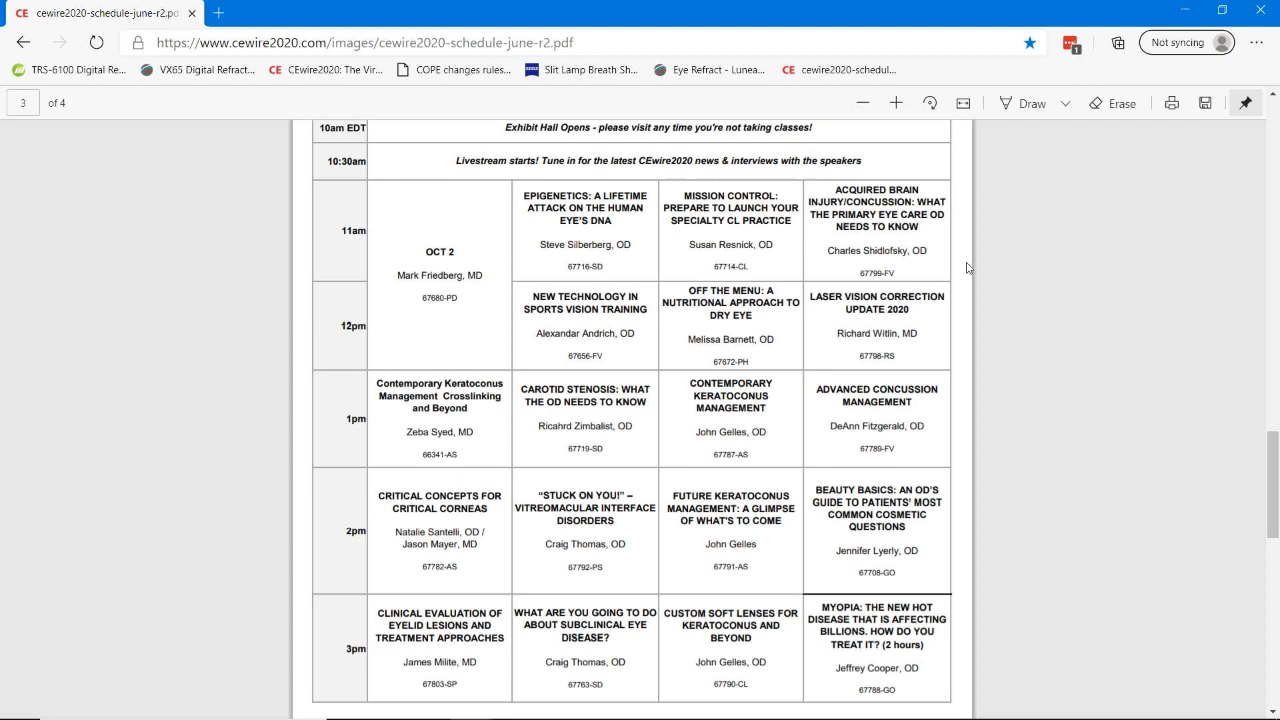 CE cewire2020-schedule-june-r2.pd
https://www.cewire2020.com/images/cewire2020-schedule-june-r2.pdf
1
Not syncing
TRS-6100 Digital Re...
VX65 Digital Refract...
CE CEwire2020: The Vir...
COPE changes rules...
Slit Lamp Breath Sh...
Eye Refract - Lunea...
CE cewire2020-schedul...
3 of 4
Draw
Erase
10am EDT
Exhibit Hall Opens - please visit any time you're not taking classes!
10:30am
Livestream starts! Tune in for the latest CEwire2020 news & interviews with the speakers
11am
OCT 2
Mark Friedberg, MD
67680-PD
EPIGENETICS: A LIFETIME
ATTACK ON THE HUMAN
EYE'S DNA
Steve Silberberg, OD
67716-SD
MISSION CONTROL:
PREPARE TO LAUNCH YOUR
SPECIALTY CL PRACTICE
Susan Resnick, OD
67714-CL
ACQUIRED BRAIN
INJURY/CONCUSSION: WHAT
THE PRIMARY EYE CARE OD
NEEDS TO KNOW
Charles Shidlofsky, OD
67799-FV
12pm
NEW TECHNOLOGY IN
SPORTS VISION TRAINING
Alexandar Andrich, OD
67656-FV
OFF THE MENU: A
NUTRITIONAL APPROACH TO
DRY EYE
Melissa Barnett, OD
67672-PH
LASER VISION CORRECTION
UPDATE 2020
Richard Witlin, MD
67798-RS
1pm
Contemporary Keratoconus
Management Crosslinking
and Beyond
Zeba Syed, MD
66341-AS
CAROTID STENOSIS: WHAT
THE OD NEEDS TO KNOW
Ricahrd Zimbalist, OD
67719-SD
CONTEMPORARY
KERATOCONUS
MANAGEMENT
John Gelles, OD
67787-AS
ADVANCED CONCUSSION
MANAGEMENT
DeAnn Fitzgerald, OD
67789-FV
2pm
CRITICAL CONCEPTS FOR
CRITICAL CORNEAS
Natalie Santelli, OD /
Jason Mayer, MD
67782-AS
“STUCK ON YOU!” –
VITREOMACULAR INTERFACE
DISORDERS
Craig Thomas, OD
67792-PS
FUTURE KERATOCONUS
MANAGEMENT: A GLIMPSE
OF WHAT'S TO COME
John Gelles
67791-AS
BEAUTY BASICS: AN OD'S
GUIDE TO PATIENTS' MOST
COMMON COSMETIC
QUESTIONS
Jennifer Lyerly, OD
67708-GO
3pm
CLINICAL EVALUATION OF
EYELID LESIONS AND
TREATMENT APPROACHES
James Milite, MD
67803-SP
WHAT ARE YOU GOING TO DO
ABOUT SUBCLINICAL EYE
DISEASE?
Craig Thomas, OD
67763-SD
CUSTOM SOFT LENSES FOR
KERATOCONUS AND
BEYOND
John Gelles, OD
67790-CL
MYOPIA: THE NEW HOT
DISEASE THAT IS AFFECTING
BILLIONS. HOW DO YOU
TREAT IT? (2 hours)
Jeffrey Cooper, OD
67788-GO